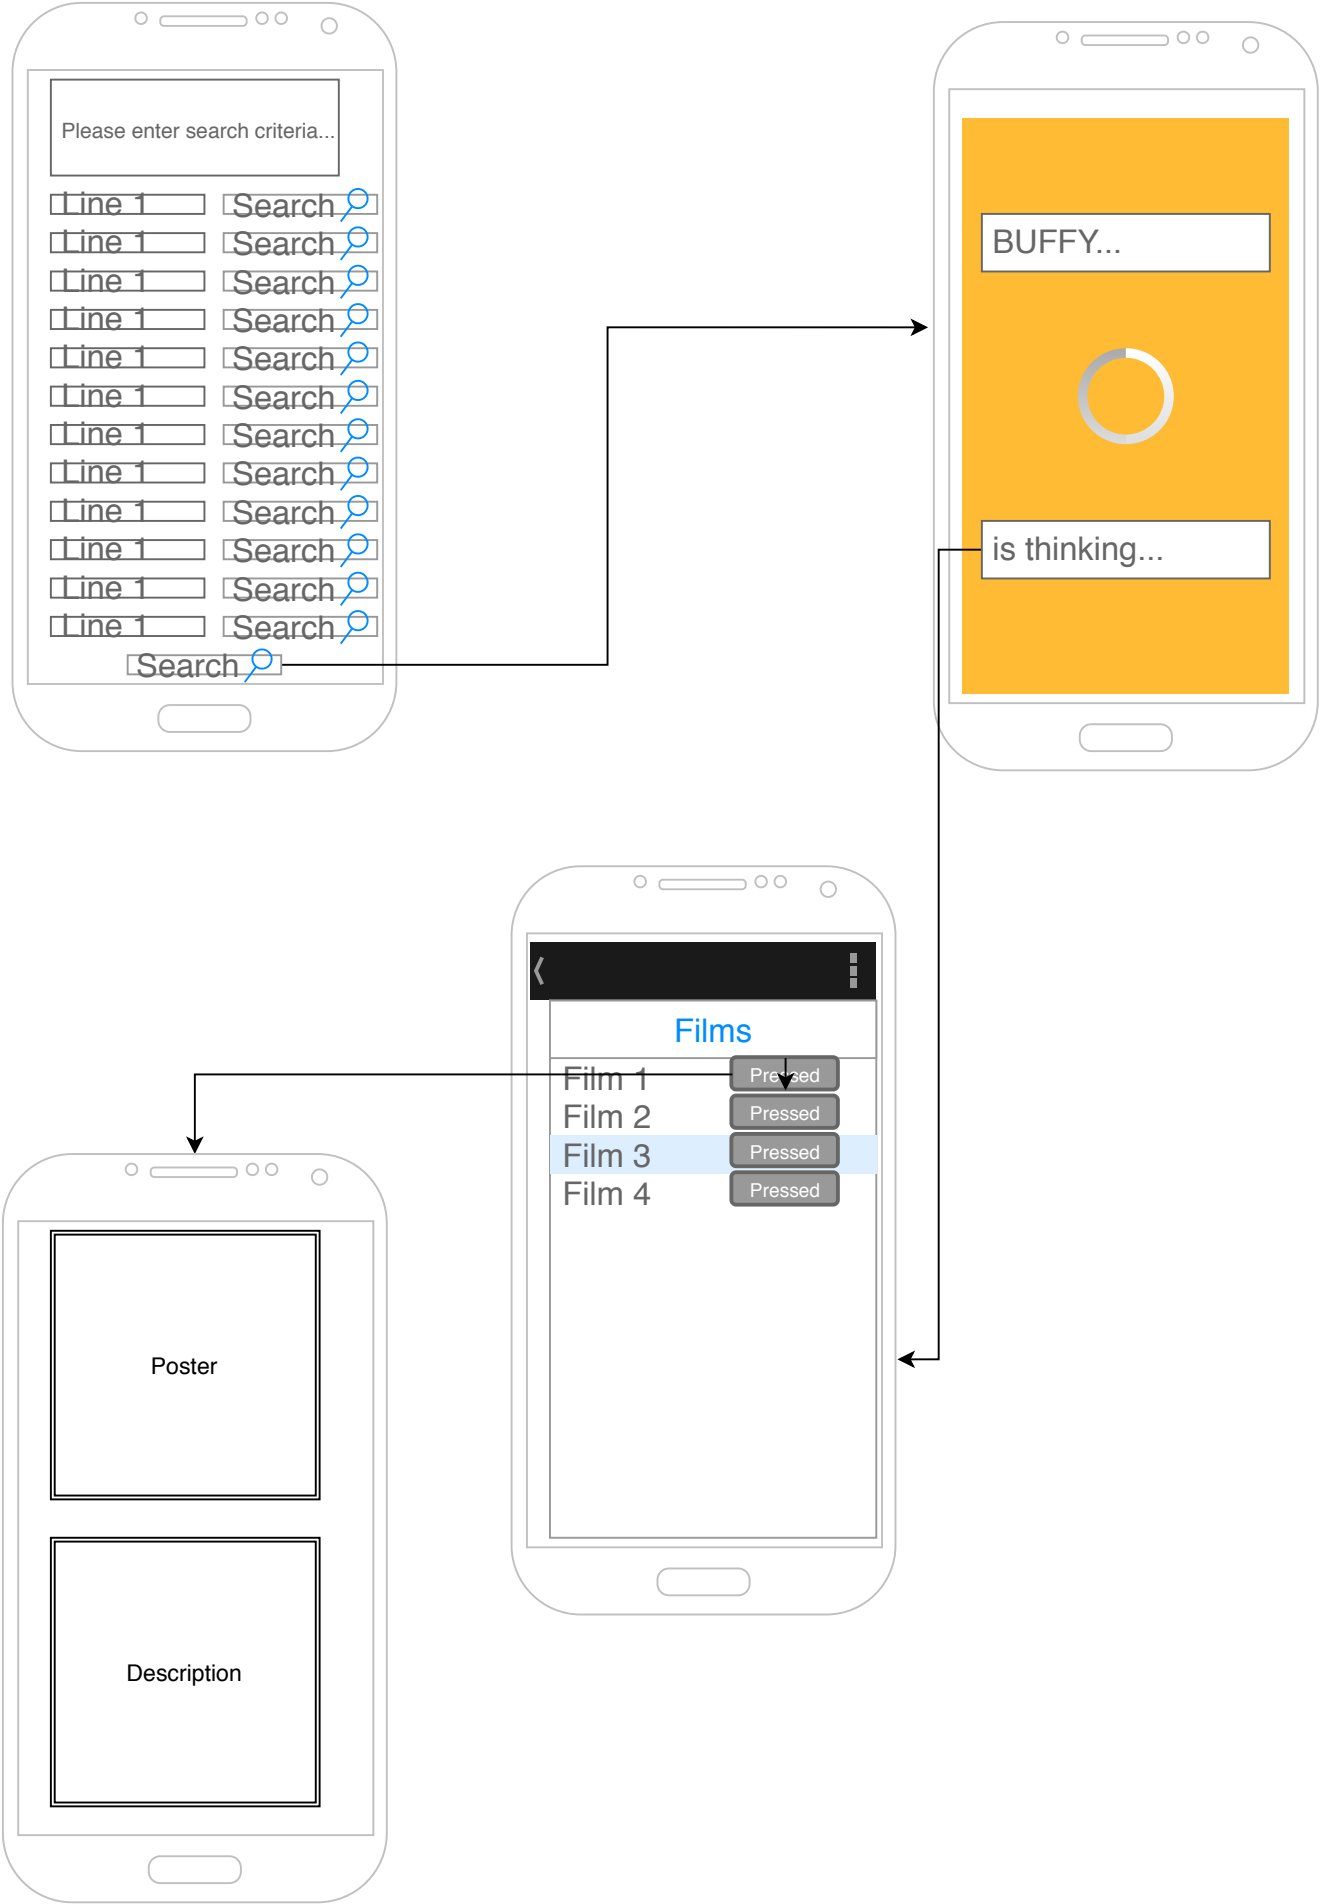 Please enter search criteria...
Line 1 Search
Line 1 Search
Line 1 Search
Line 1 Search
Line 1 Search
Line 1 Search
Line 1 Search
Line 1 Search
Line 1 Search
Line 1 Search
Line 1 Search
Line 1 Search
Search
BUFFY...
is thinking...
Films
Film 1 Pressed
Film 2 Pressed
Film 3 Pressed
Film 4 Pressed
Poster
Description